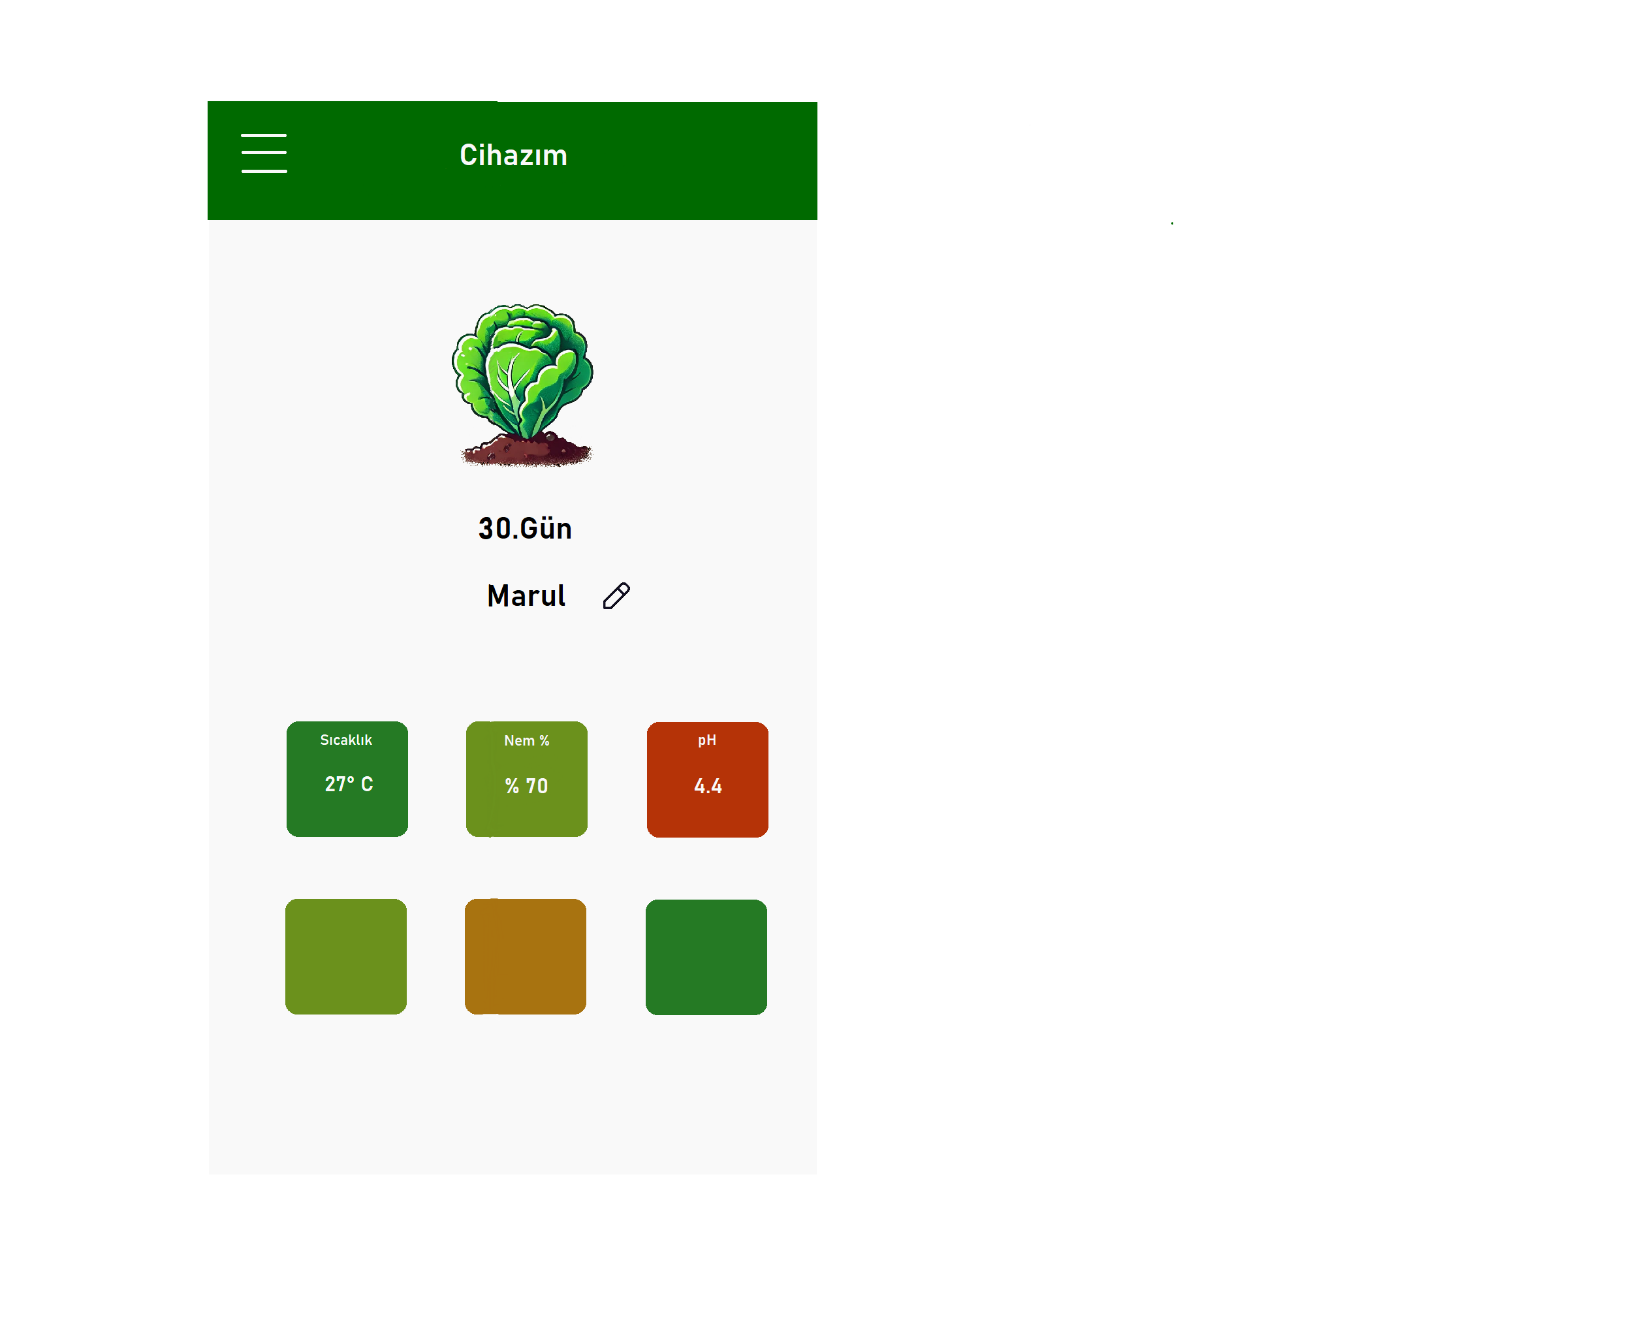 Cihazım
30.Gün
Marul
Sıcaklık
27° C
Nem %
% 70
pH
4.4